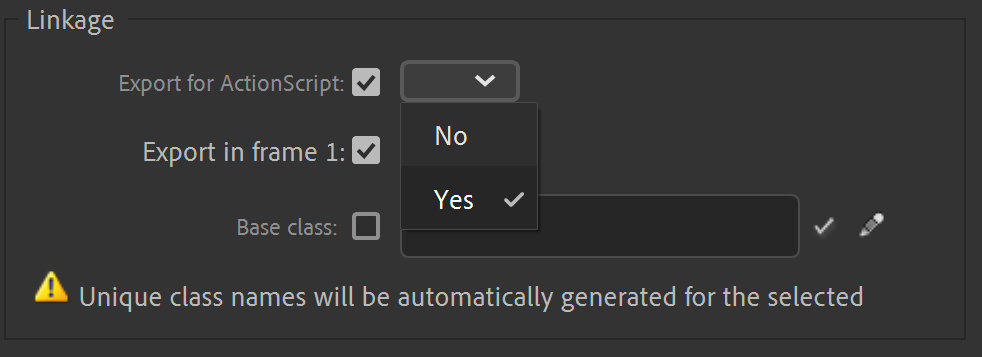 Linkage
Export for ActionScript:
No
Export in frame 1:
Yes
Base class:
Unique class names will be automatically generated for the selected